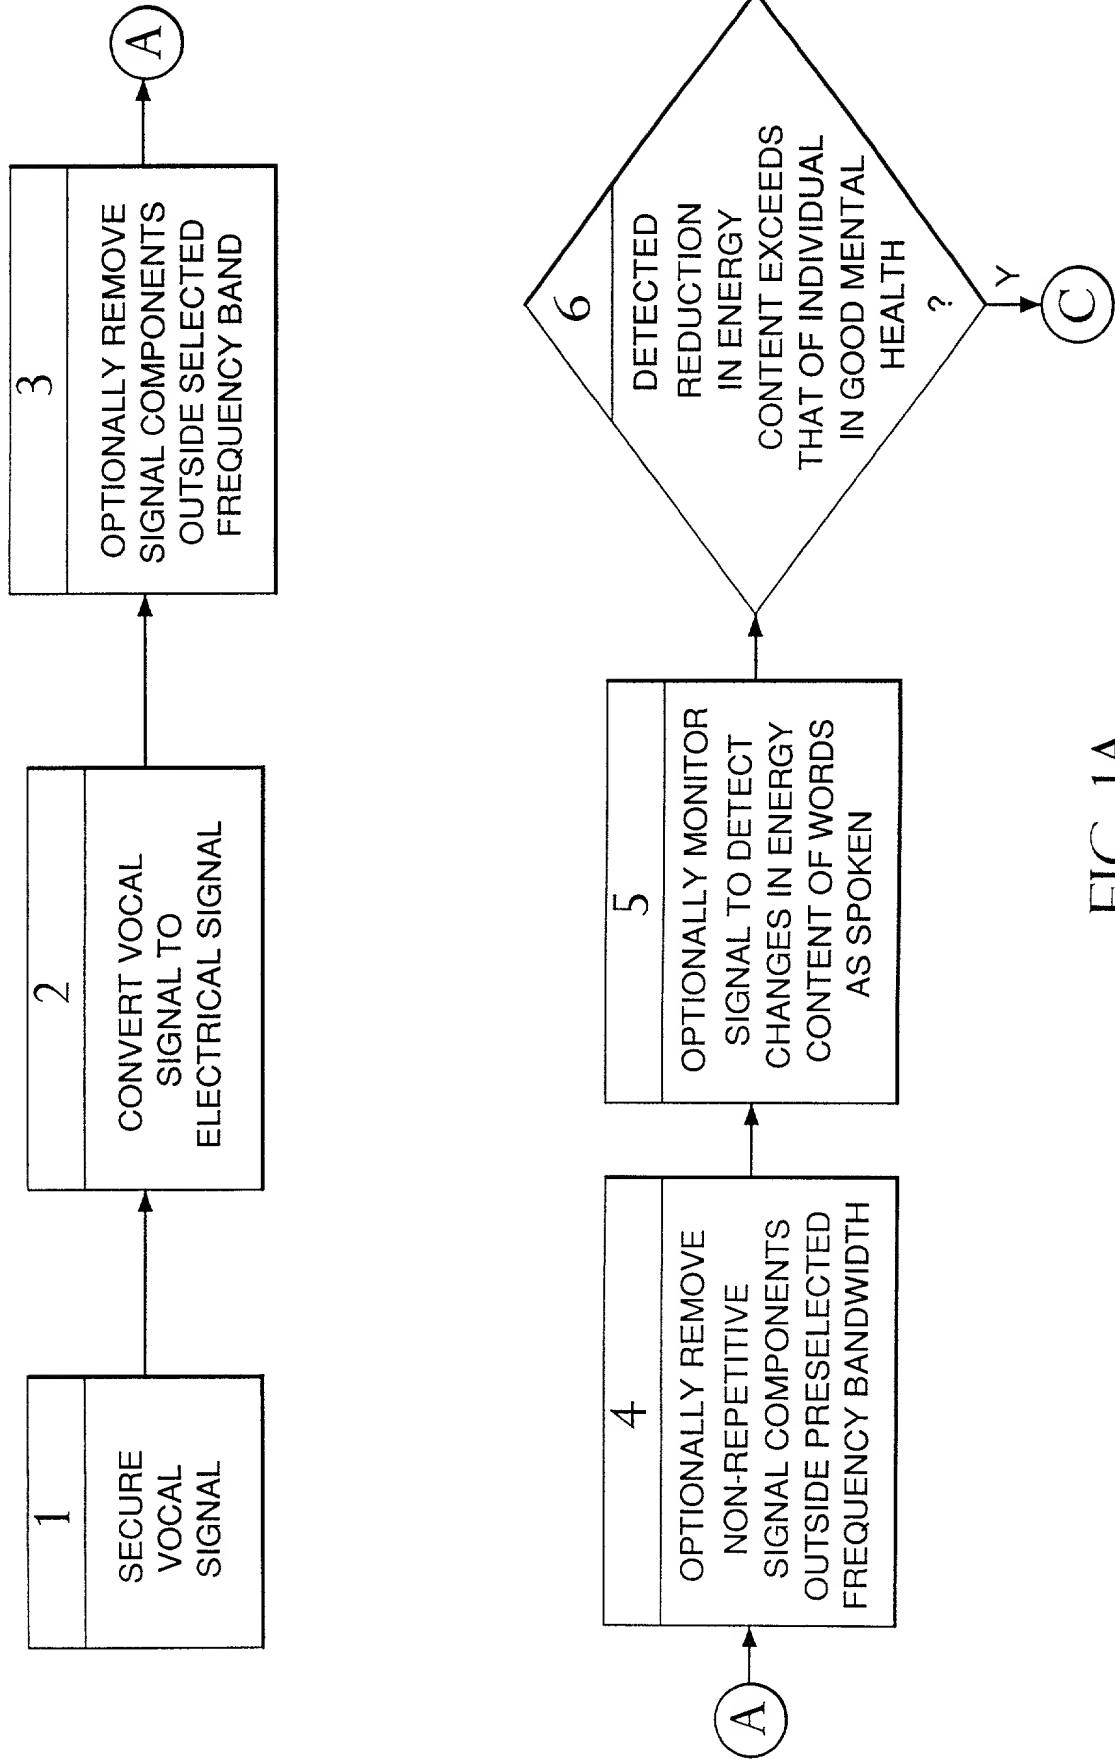 1
SECURE
VOCAL
SIGNAL
2
CONVERT VOCAL
SIGNAL TO
ELECTRICAL SIGNAL
3
OPTIONALLY REMOVE
SIGNAL COMPONENTS
OUTSIDE SELECTED
FREQUENCY BAND
A
A
4
OPTIONALLY REMOVE
NON-REPETITIVE
SIGNAL COMPONENTS
OUTSIDE PRESELECTED
FREQUENCY BANDWIDTH
5
OPTIONALLY MONITOR
SIGNAL TO DETECT
CHANGES IN ENERGY
CONTENT OF WORDS
AS SPOKEN
6
DETECTED
REDUCTION
IN ENERGY
CONTENT EXCEEDS
THAT OF INDIVIDUAL
IN GOOD MENTAL
HEALTH
?
Y
C
FIG. 1A